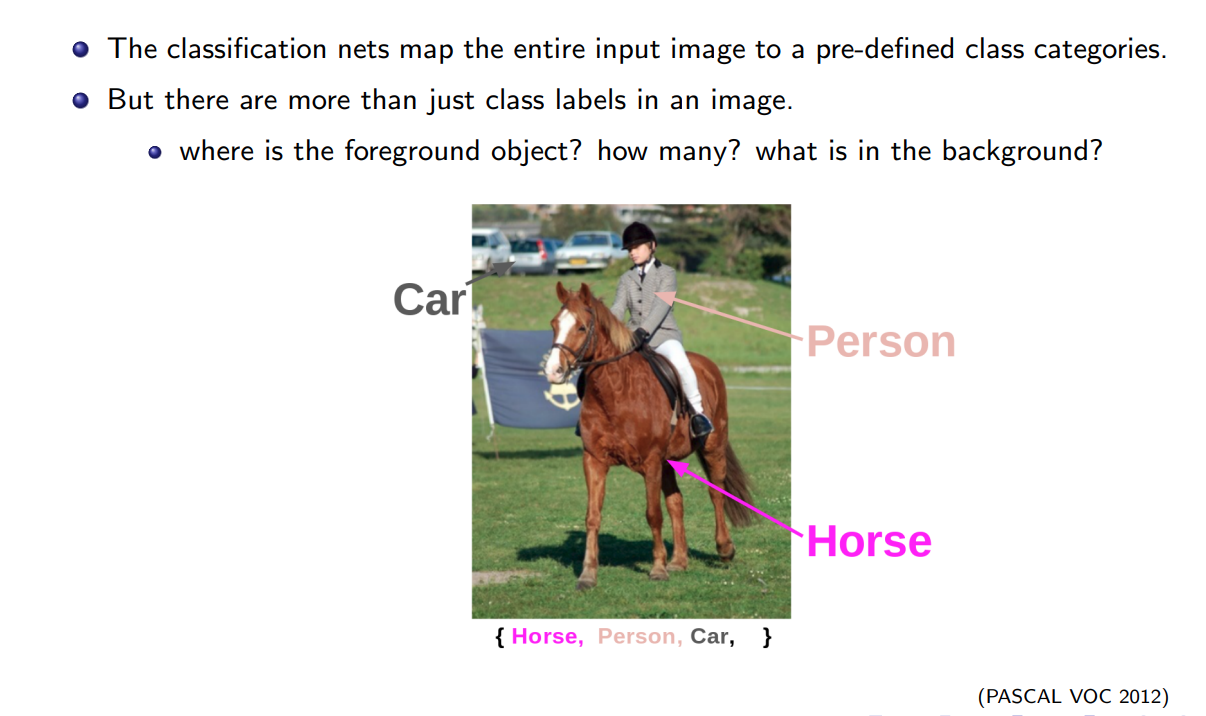 The classification nets map the entire input image to a pre-defined class categories.
But there are more than just class labels in an image.
where is the foreground object? how many? what is in the background?
Car
Person
Horse
{ Horse, Person, Car, }
(PASCAL VOC 2012)